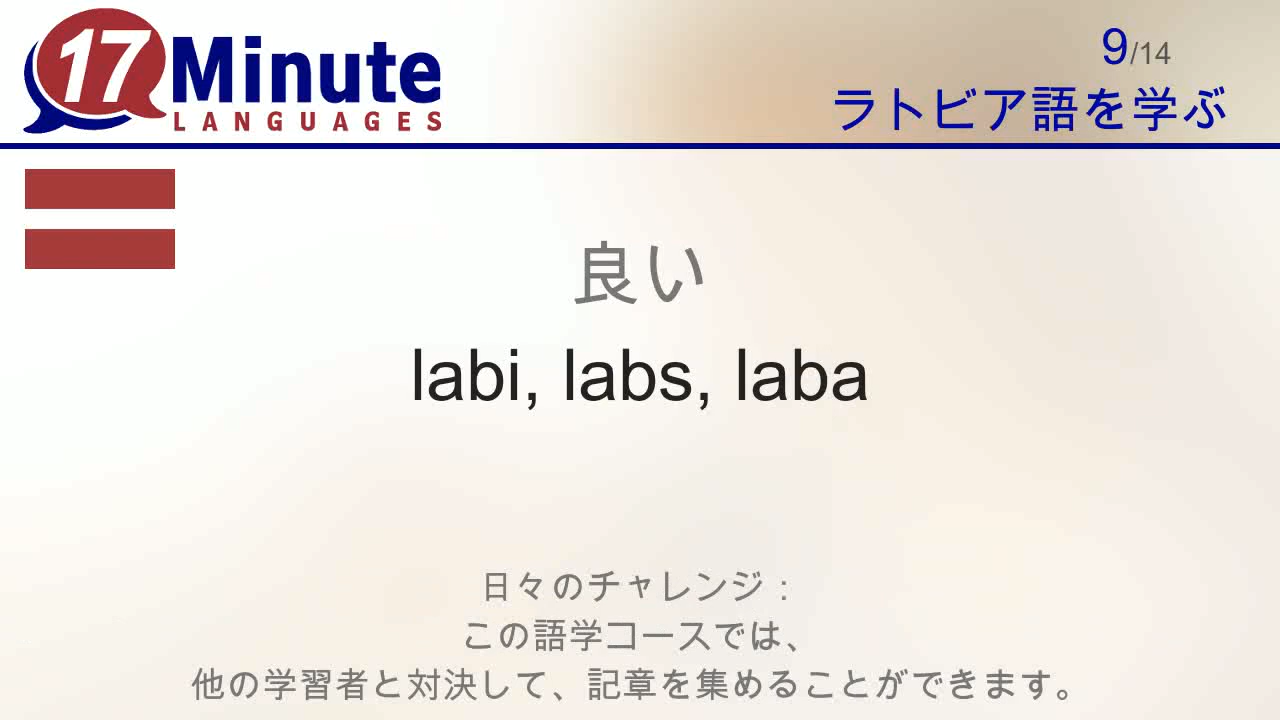 17 Minute
LANGUAGES
9/14
ラトビア語を学ぶ
良い
labi, labs, laba
日々のチャレンジ：
この語学コースでは、
他の学習者と対決して、記章を集めることができます。